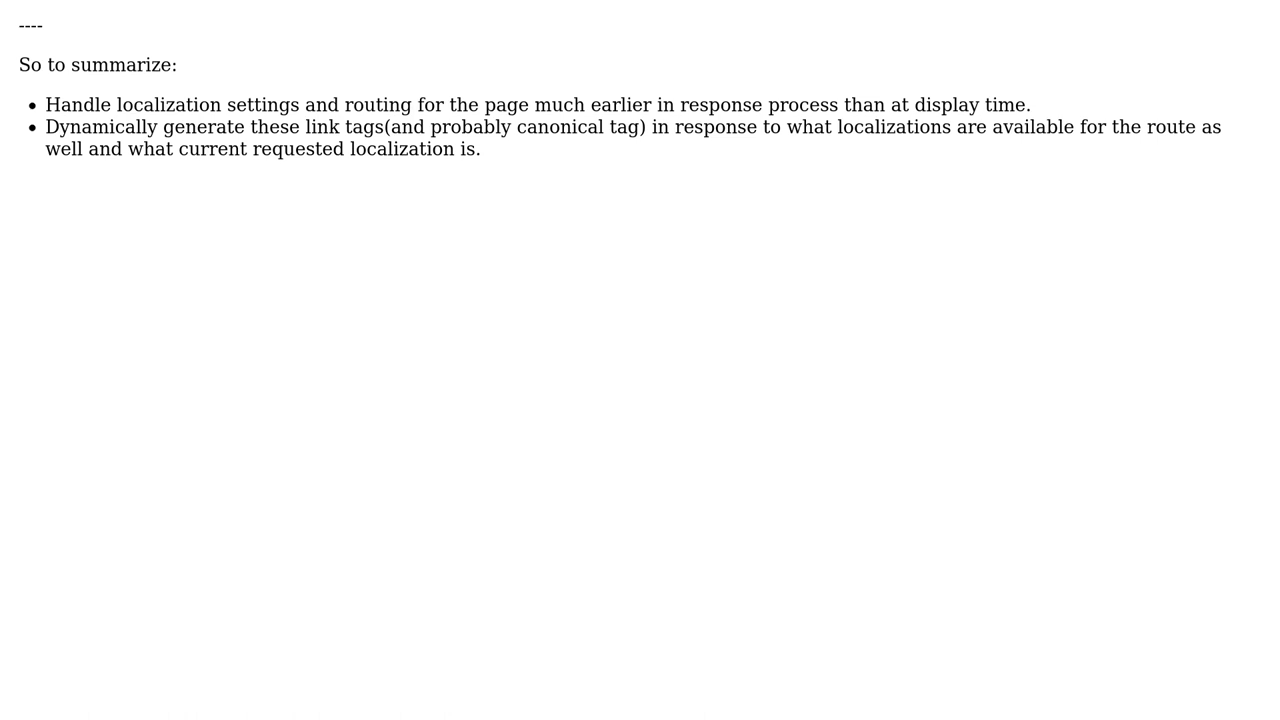 ----
So to summarize:
• Handle localization settings and routing for the page much earlier in response process than at display time.
• Dynamically generate these link tags(and probably canonical tag) in response to what localizations are available for the route as
well and what current requested localization is.